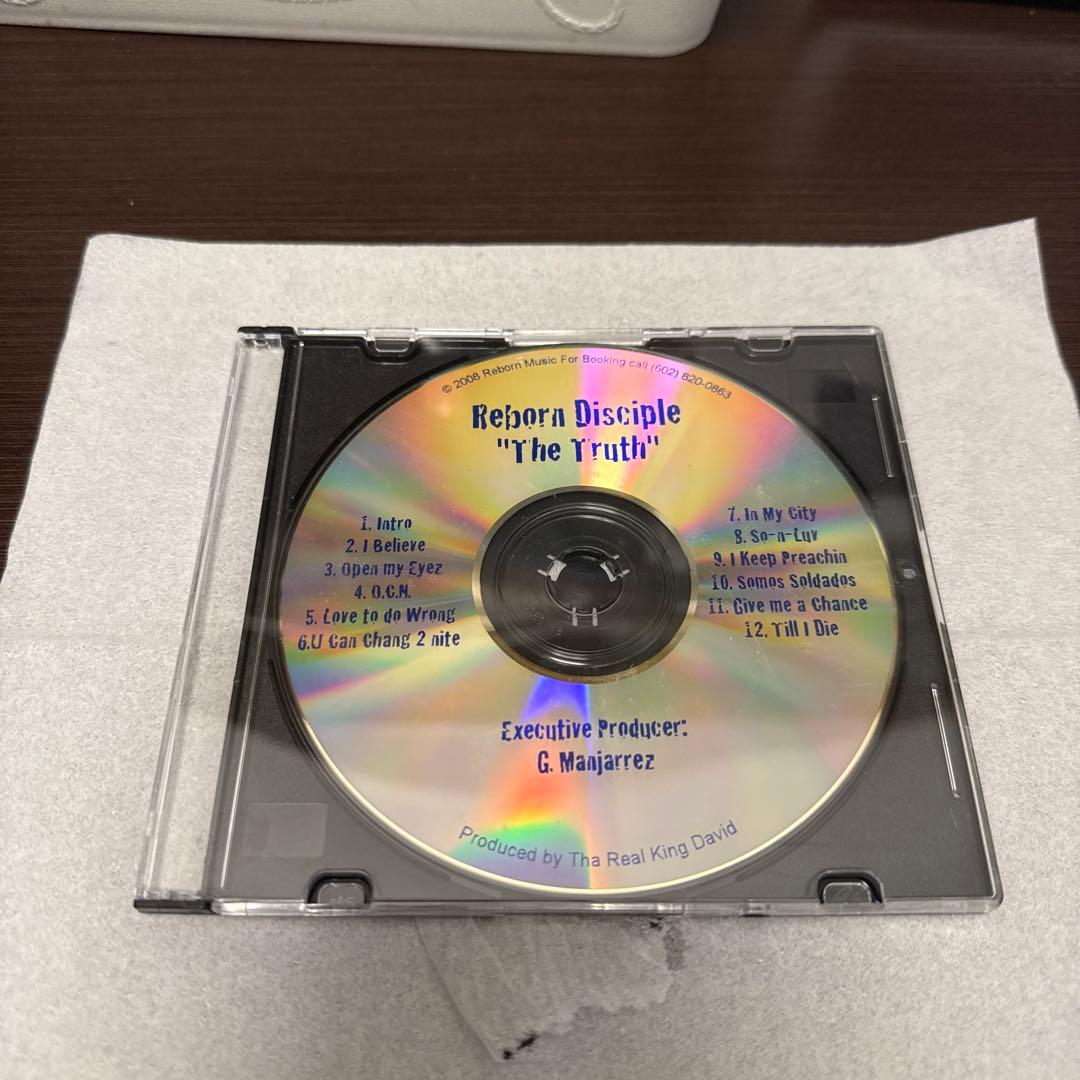 © 2008 Reborn Music For Booking call (602) 820-0863
Reborn Disciple
"The Truth"
1. Intro
2. I Believe
3. Open my Eyez
4. O.C.N.
5. Love to do Wrong
6.U Can Chang 2 nite
7. In My City
8. So-n-Luv
9. I Keep Preachin
10. Somos Soldados
11. Give me a Chance
12. Till I Die
Executive Producer:
G. Manjarrez
Produced by Tha Real King David